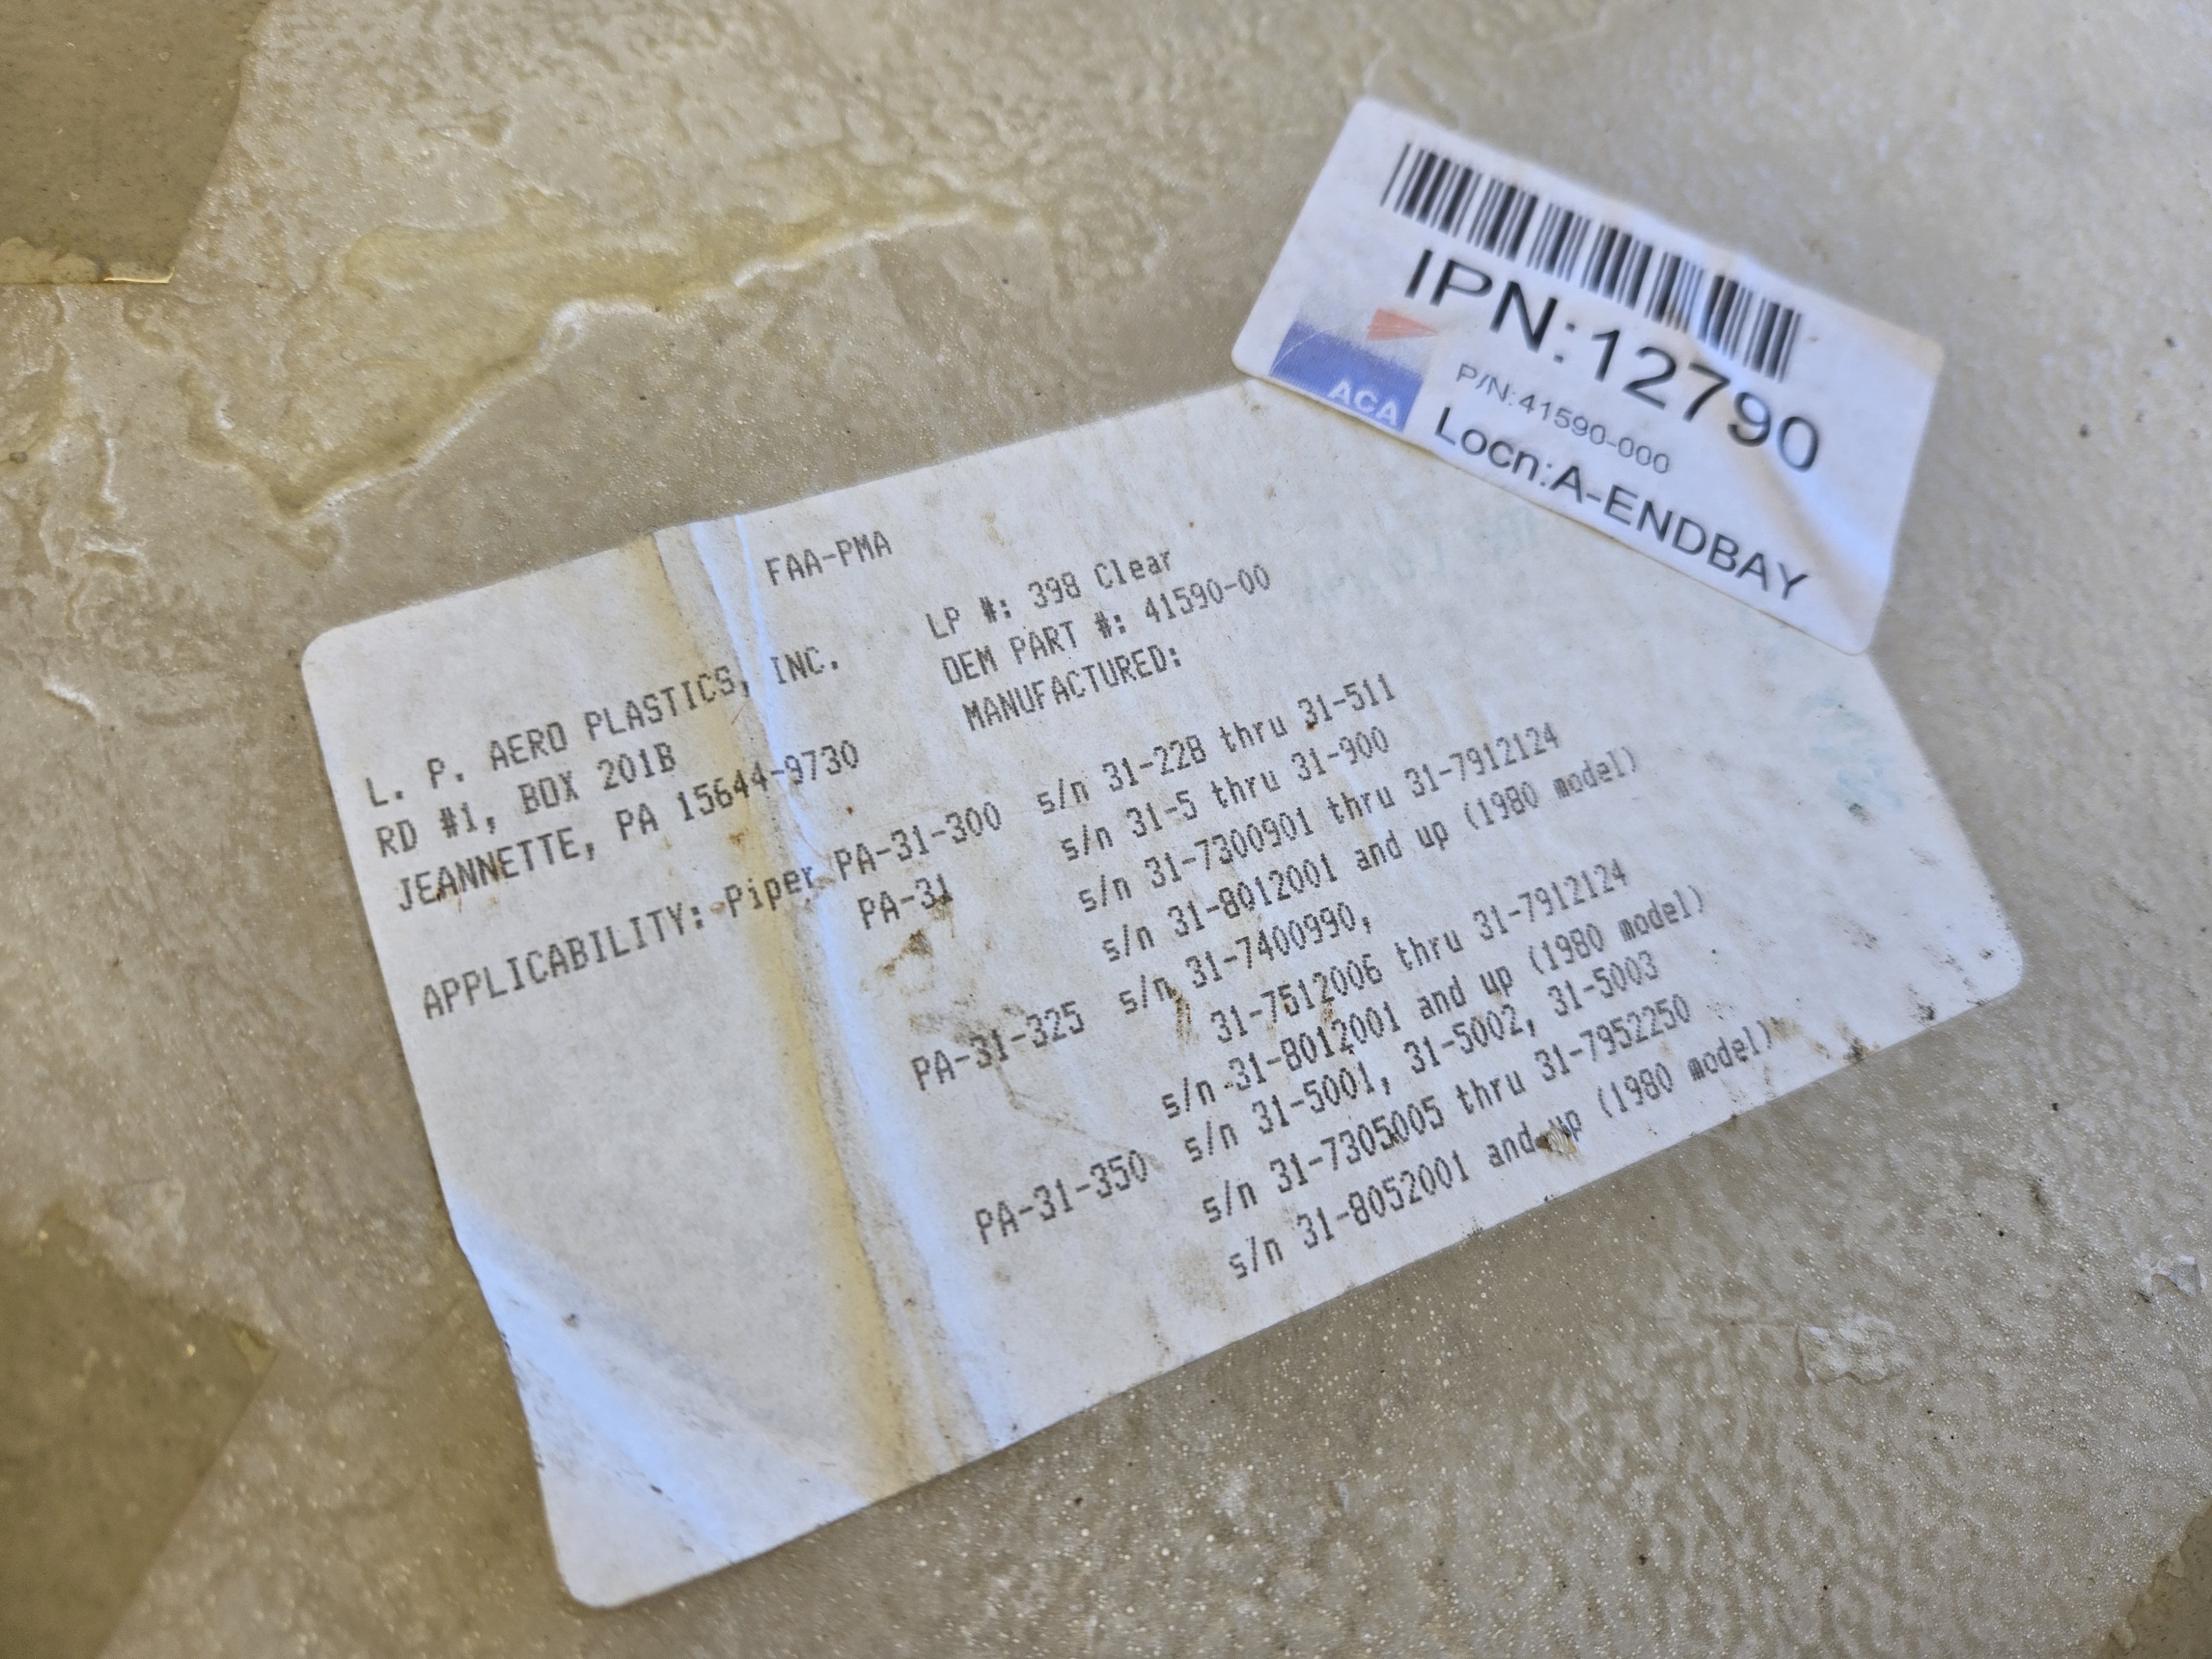 IPN:12790
P/N:41590-000
Locn:A-ENDBAY
ACA
FAA-PMA
L. P. AERO PLASTICS, INC. LP #: 398 Clear
RD #1, BOX 201B OEM PART #: 41590-00
JEANNETTE, PA 15644-9730 MANUFACTURED:
APPLICABILITY: Piper PA-31-300 s/n 31-228 thru 31-511
PA-31 s/n 31-5 thru 31-900
s/n 31-7300901 thru 31-7912124
s/n 31-8012001 and up (1980 model)
PA-31-325 s/n 31-7400990,
31-7512006 thru 31-7912124
s/n 31-8012001 and up (1980 model)
PA-31-350 s/n 31-5001, 31-5002, 31-5003
s/n 31-7305005 thru 31-7952250
s/n 31-8052001 and up (1980 model)